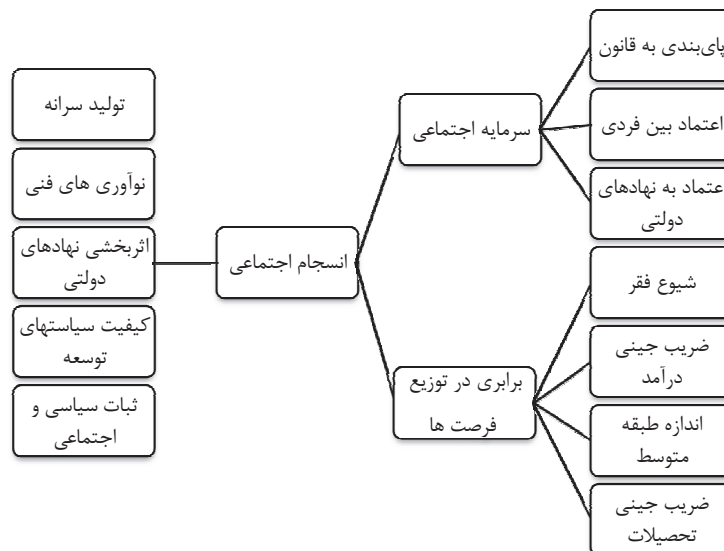 پای‌بندی به قانون
اعتماد بین فردی
عتماد به نهادهای
دولتی
شیوع فقر
ضریب جینی
درآمد
اندازه طبقه
متوسط
ضریب جینی
تحصیلات
سرمایه اجتماعی
برابری در توزیع
فرصت ها
انسجام اجتماعی
تولید سرانه
نوآوری های فنی
اثربخشی نهادهای
دولتی
کیفیت سیاستهای
توسعه
ثبات سیاسی و
اجتماعی